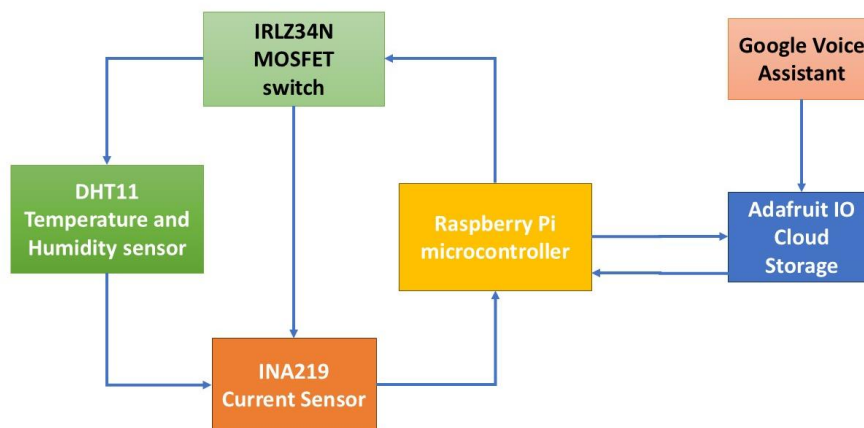 IRLZ34N
MOSFET
switch
Google Voice
Assistant
DHT11
Temperature and
Humidity sensor
Raspberry Pi
microcontroller
Adafruit IO
Cloud
Storage
INA219
Current Sensor